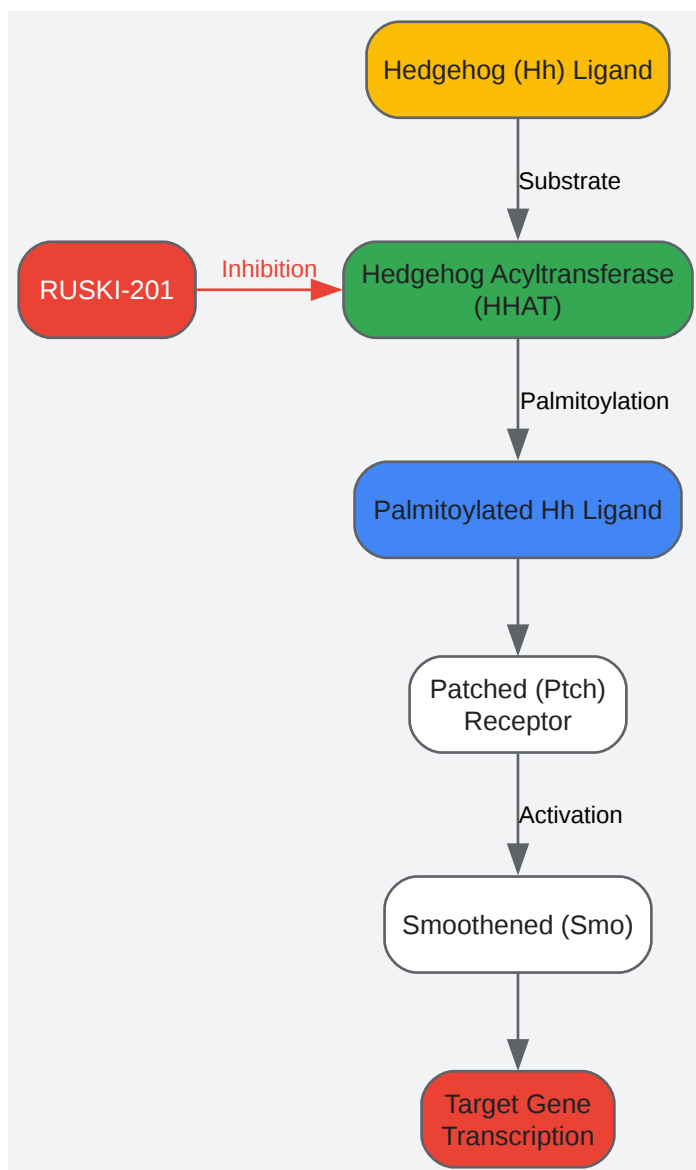 Hedgehog (Hh) Ligand
Substrate
RUSKI-201
Inhibition
Hedgehog Acyltransferase
(HHAT)
Palmitoylation
Palmitoylated Hh Ligand
Patched (Ptch)
Receptor
Activation
Smoothened (Smo)
Target Gene
Transcription